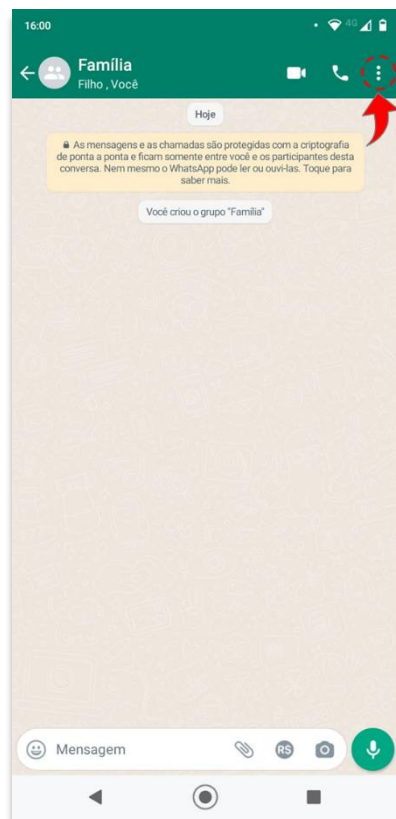 16:00
4G
Família
Filho , Você
Hoje
As mensagens e as chamadas são protegidas com a criptografia
de ponta a ponta e ficam somente entre você e os participantes desta
conversa. Nem mesmo o WhatsApp pode ler ou ouvi-las. Toque para
saber mais.
Você criou o grupo "Família"
Mensagem
RS